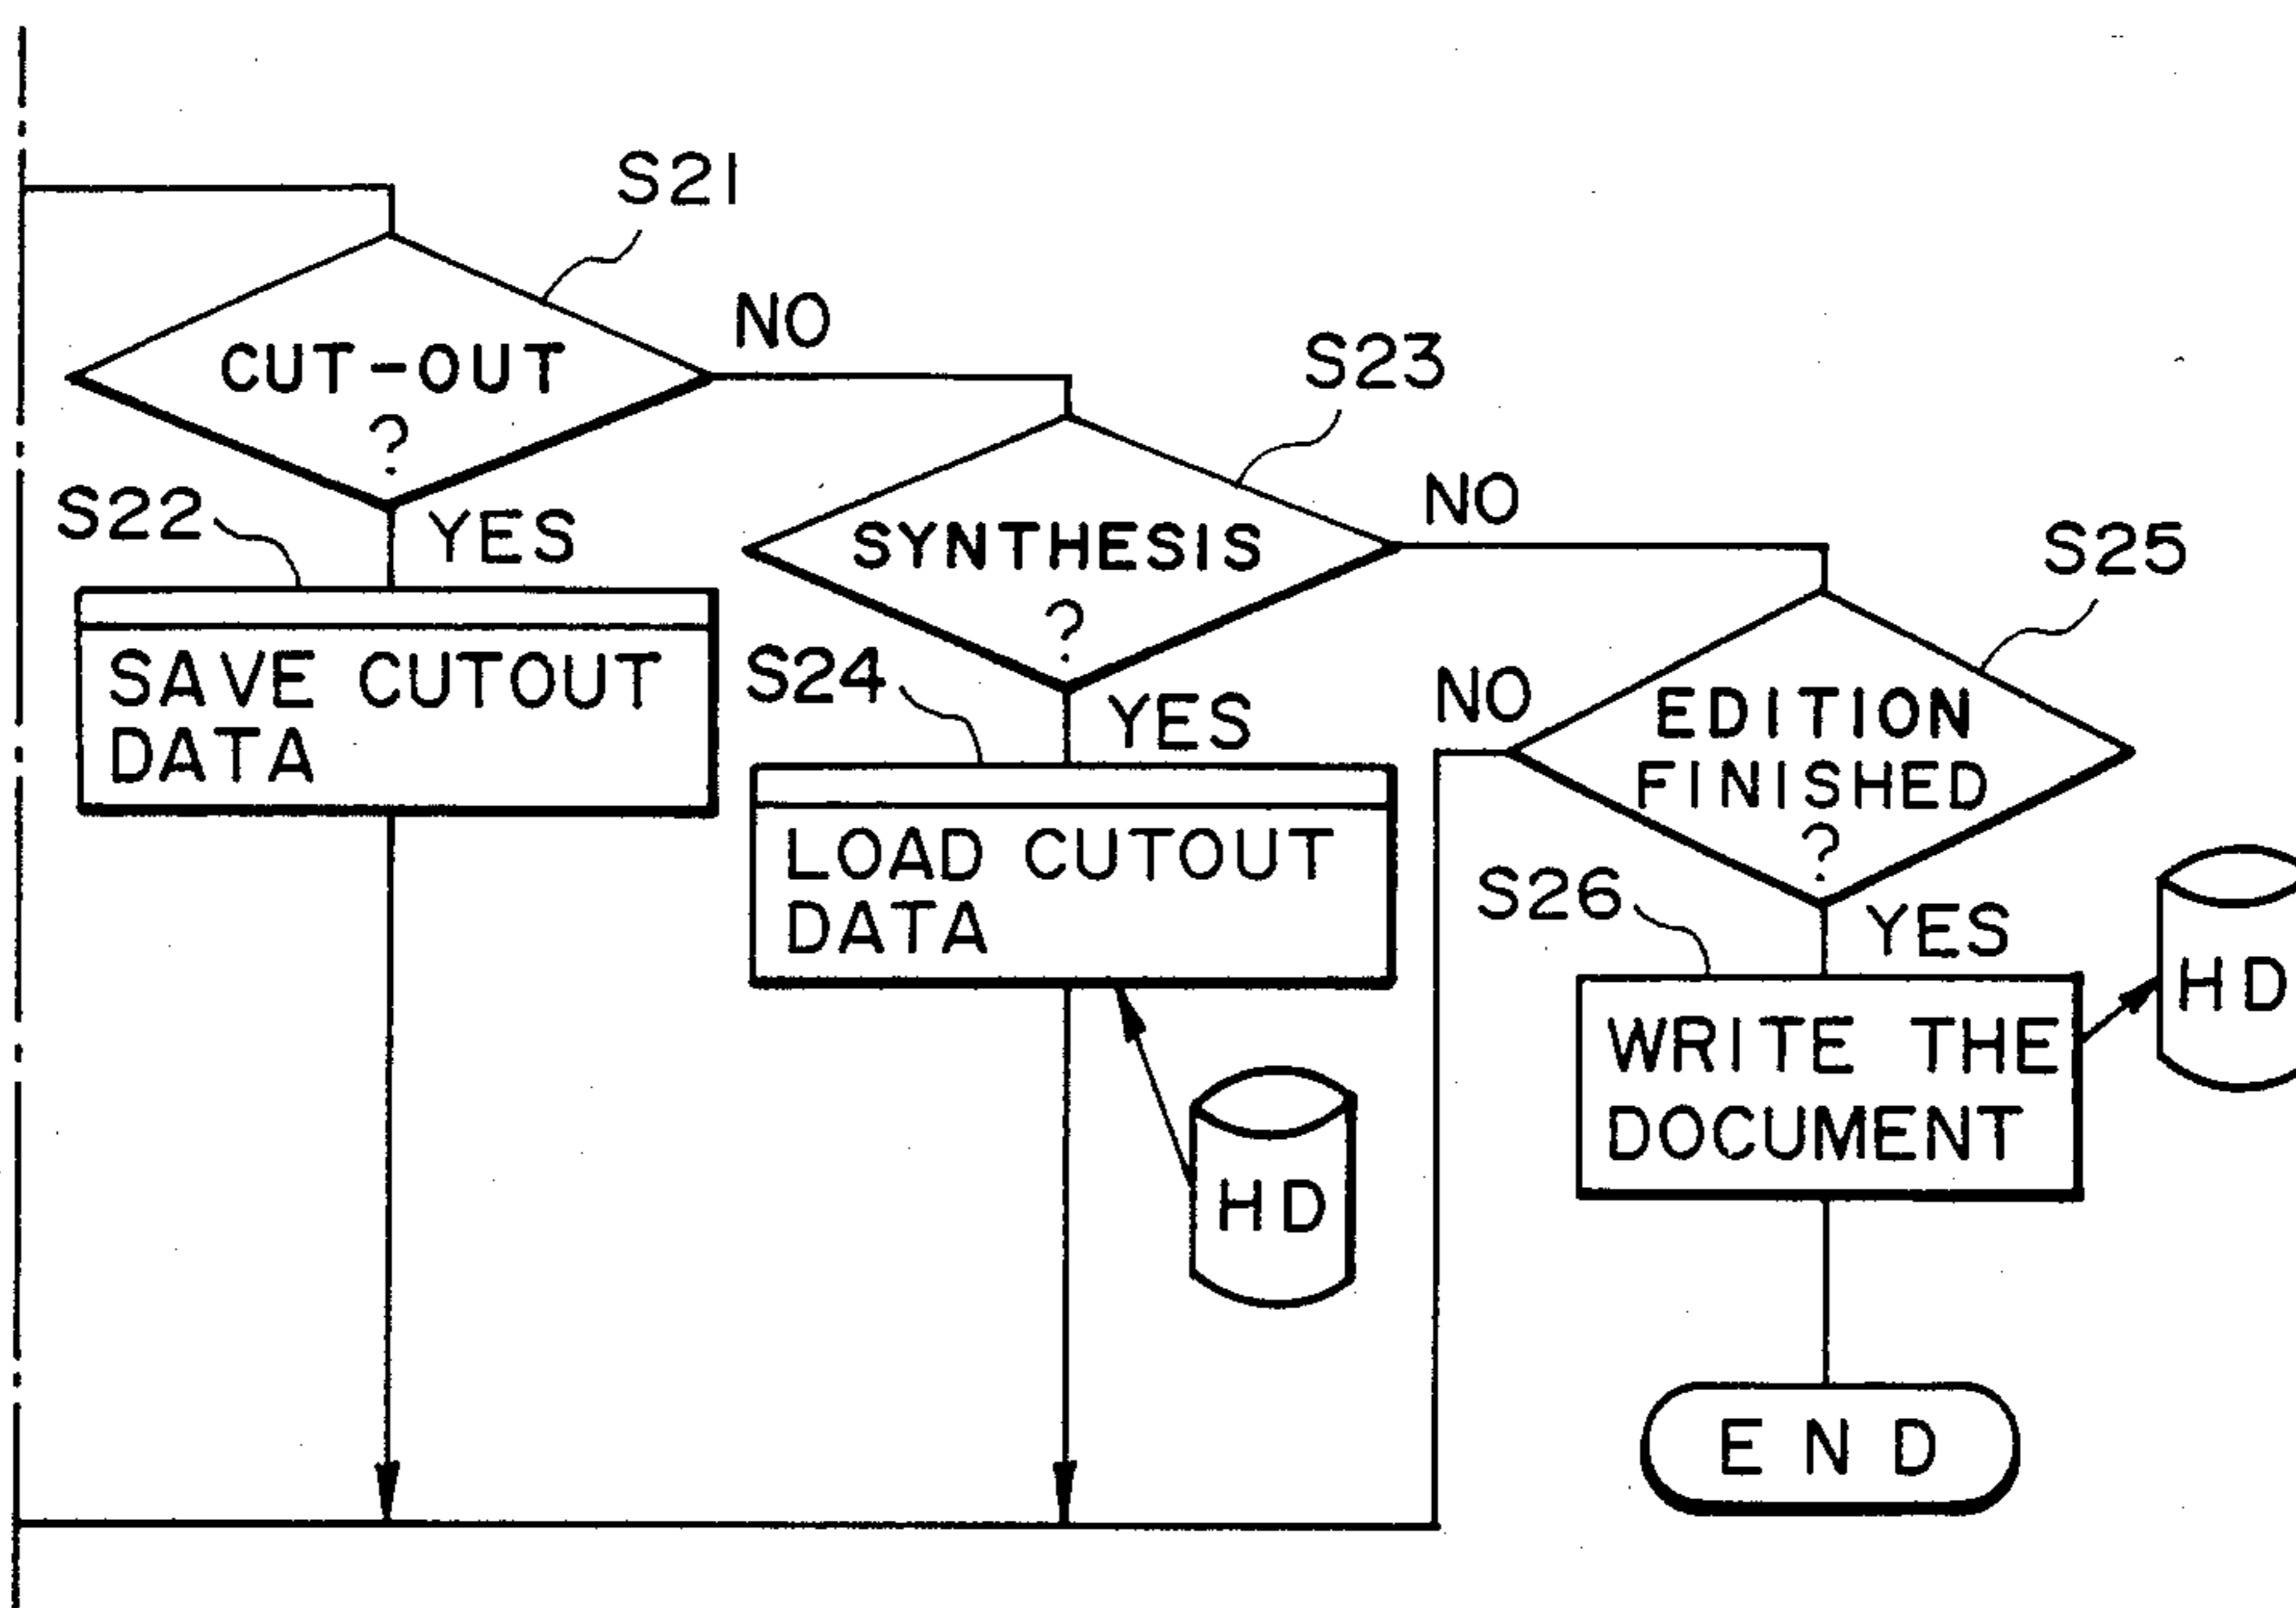 S21
CUT-OUT
?
NO
S22
YES
SAVE CUTOUT
DATA
S23
SYNTHESIS
?
NO
S24
YES
LOAD CUTOUT
DATA
HD
S25
EDITION
FINISHED
?
NO
S26
YES
WRITE THE
DOCUMENT
HD
END